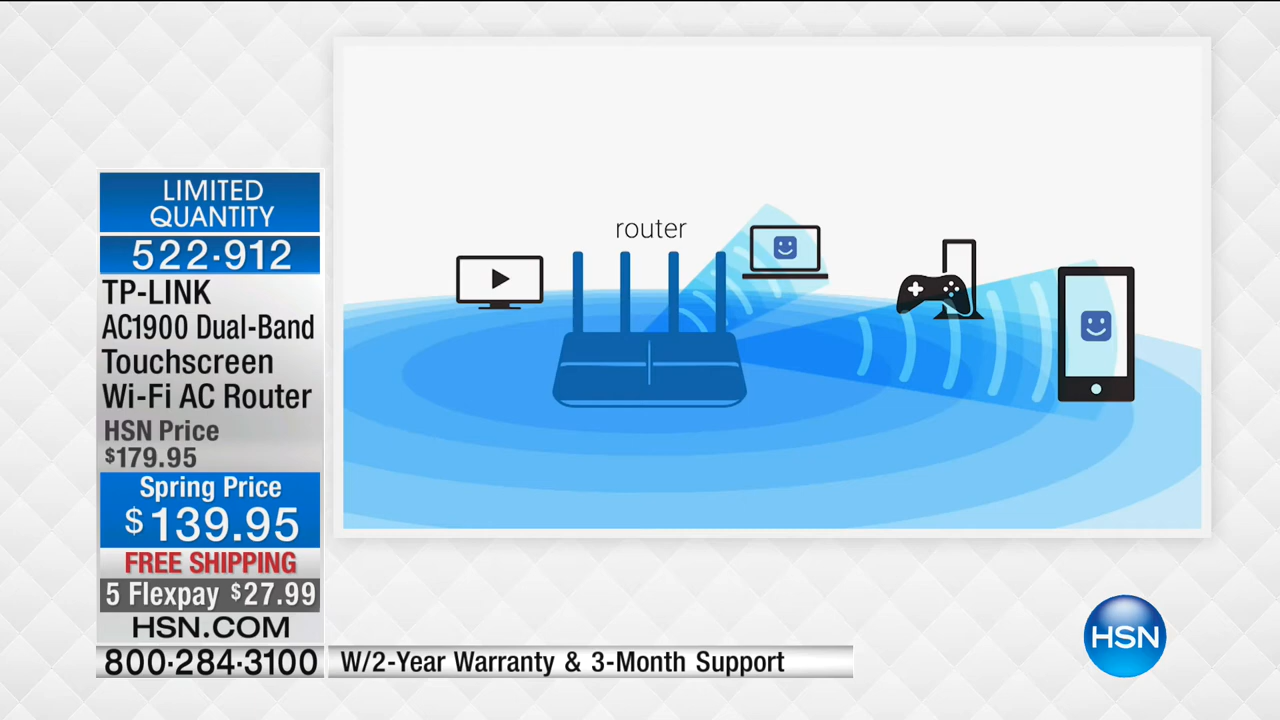 LIMITED
QUANTITY
522·912
TP-LINK
AC1900 Dual-Band
Touchscreen
Wi-Fi AC Router
HSN Price
$179.95
Spring Price
$139.95
FREE SHIPPING
5 Flexpay $27.99
HSN.COM
800·284·3100
W/2-Year Warranty & 3-Month Support
router
HSN